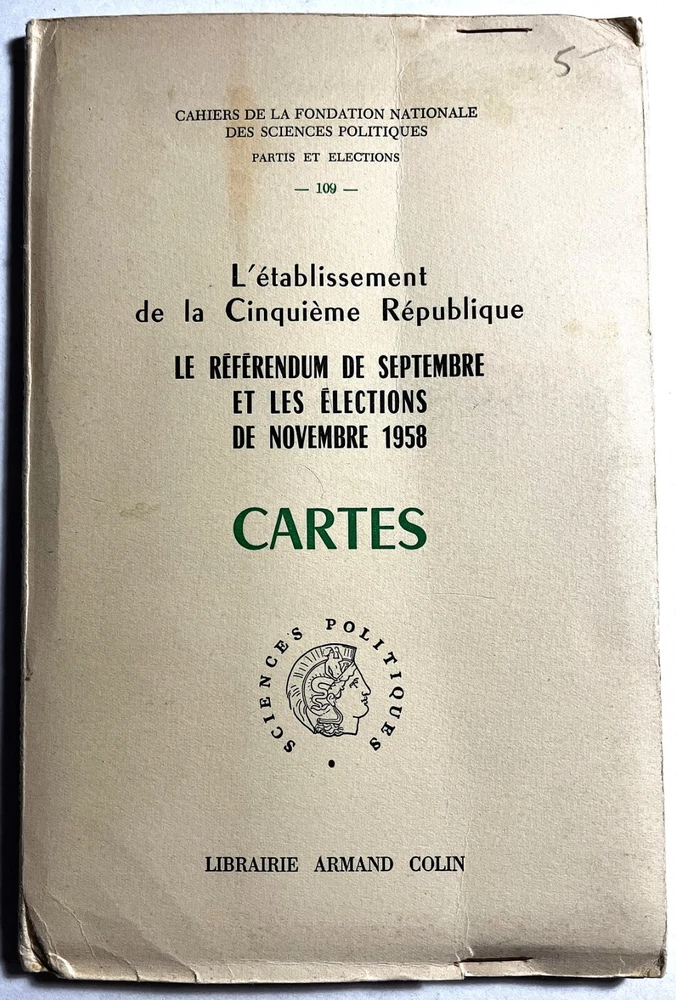 5-
CAHIERS DE LA FONDATION NATIONALE
DES SCIENCES POLITIQUES
PARTIS ET ELECTIONS
— 109 —
L'établissement
de la Cinquième République
LE RÉFÉRENDUM DE SEPTEMBRE
ET LES ÉLECTIONS
DE NOVEMBRE 1958
CARTES
SCIENCES POLITIQUES
LIBRAIRIE ARMAND COLIN